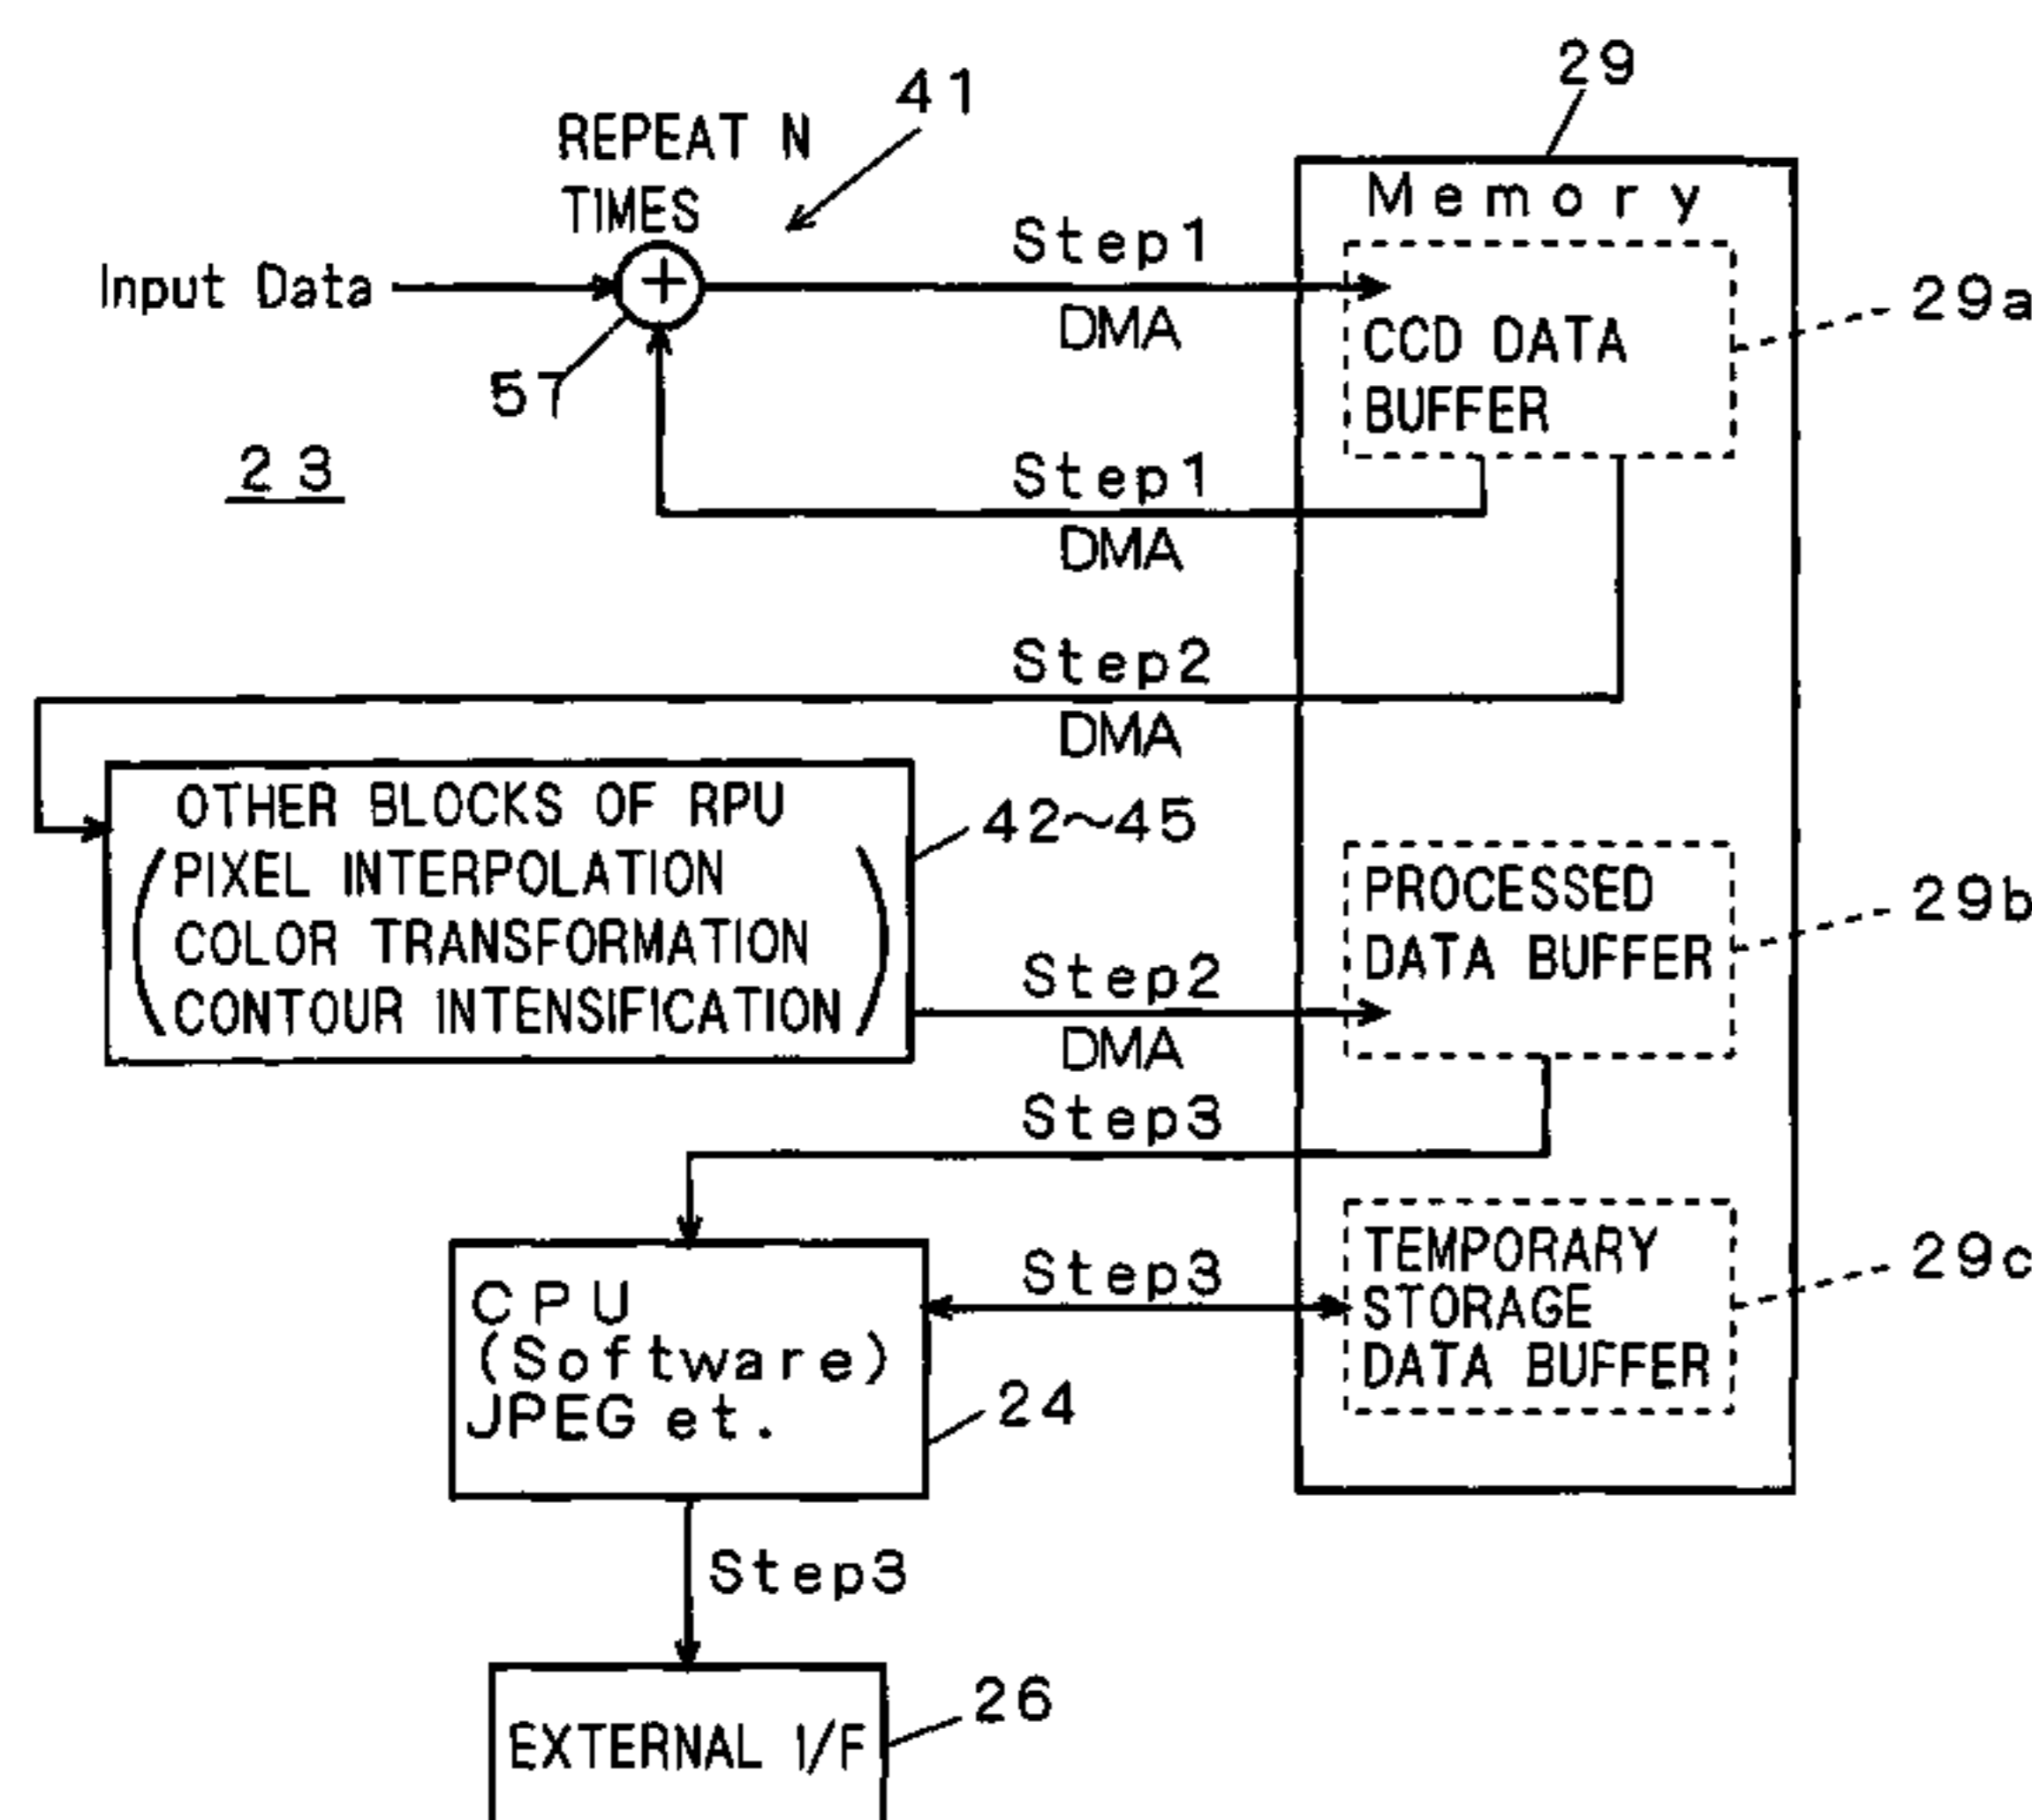 29
41
REPEAT N
TIMES
Memory
Input Data
+
Step1
DMA
29a
CCD DATA
BUFFER
57
23
Step1
DMA
Step2
DMA
OTHER BLOCKS OF RPU
PIXEL INTERPOLATION
COLOR TRANSFORMATION
CONTOUR INTENSIFICATION
42~45
PROCESSED
DATA BUFFER
29b
Step2
DMA
Step3
TEMPORARY
STORAGE
DATA BUFFER
29c
Step3
CPU
(Software)
JPEG et.
24
Step3
26
EXTERNAL I/F